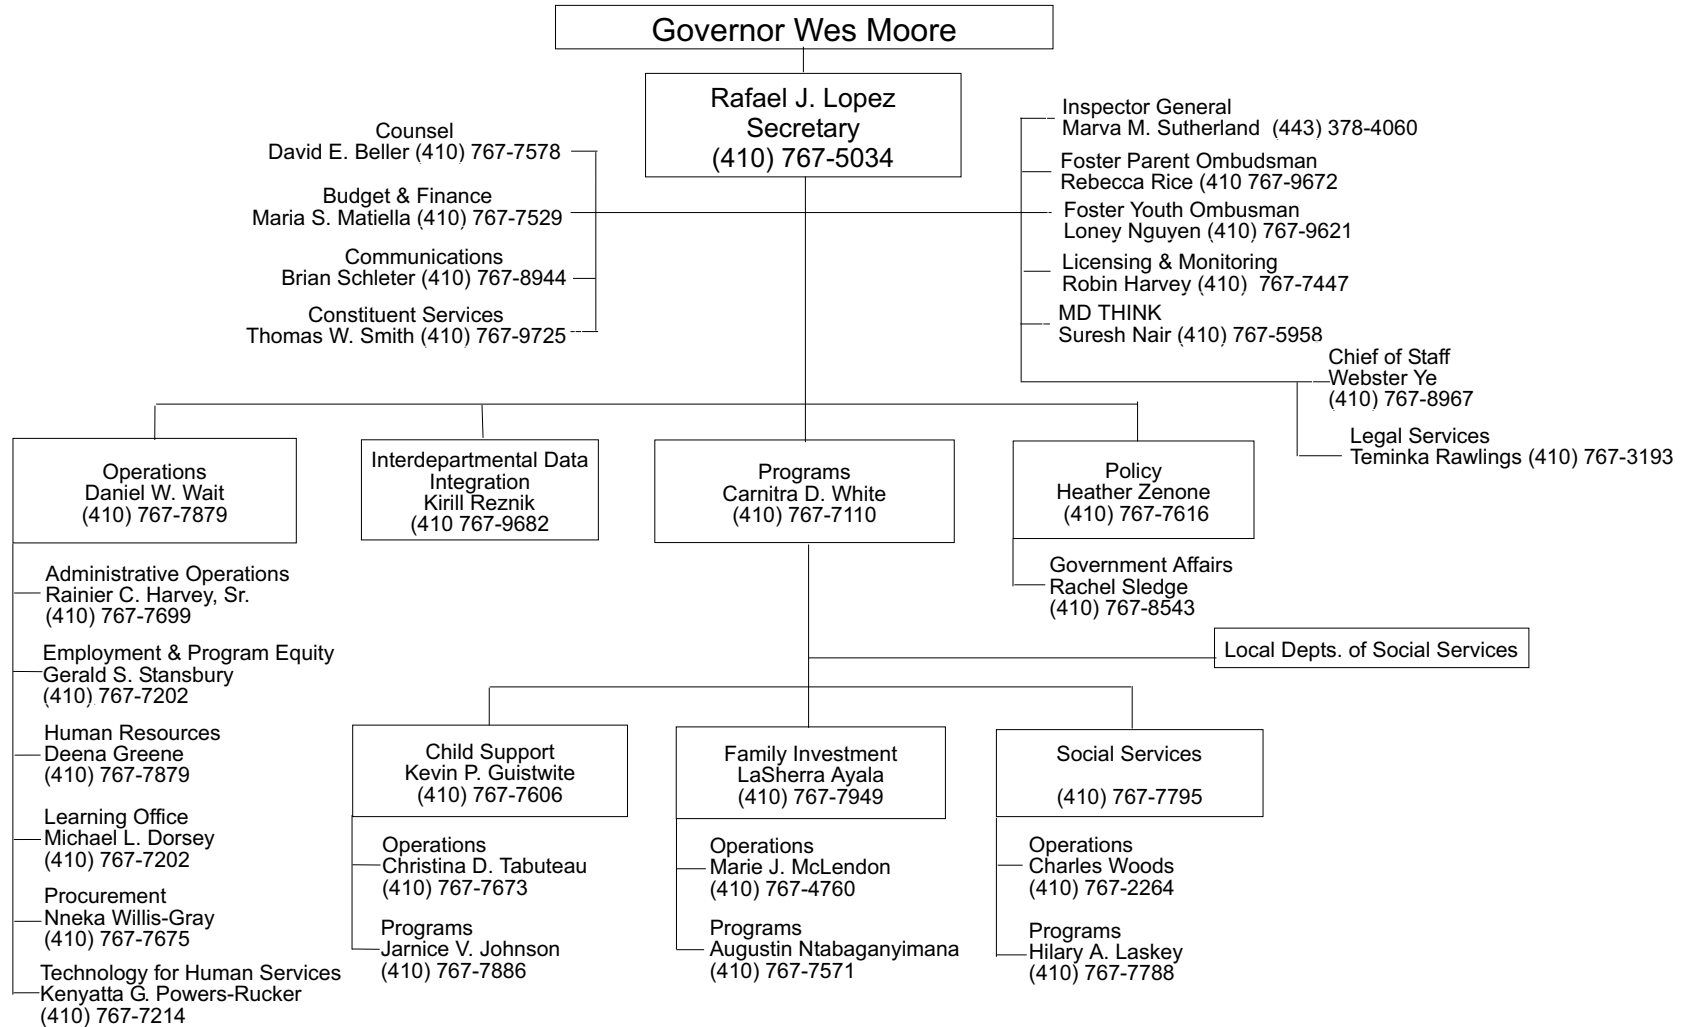 Governor Wes Moore
Rafael J. Lopez
Secretary
(410) 767-5034
Counsel
David E. Beller (410) 767-7578
Budget & Finance
Maria S. Matiella (410) 767-7529
Communications
Brian Schleter (410) 767-8944
Constituent Services
Thomas W. Smith (410) 767-9725
Inspector General
Marva M. Sutherland (443) 378-4060
Foster Parent Ombudsman
Rebecca Rice (410 767-9672
Foster Youth Ombusman
Loney Nguyen (410) 767-9621
Licensing & Monitoring
Robin Harvey (410) 767-7447
MD THINK
Suresh Nair (410) 767-5958
Chief of Staff
Webster Ye
(410) 767-8967
Legal Services
Teminka Rawlings (410) 767-3193
Operations
Daniel W. Wait
(410) 767-7879
Interdepartmental Data
Integration
Kirill Reznik
(410 767-9682
Programs
Carnitra D. White
(410) 767-7110
Policy
Heather Zenone
(410) 767-7616
Administrative Operations
Rainier C. Harvey, Sr.
(410) 767-7699
Employment & Program Equity
Gerald S. Stansbury
(410) 767-7202
Human Resources
Deena Greene
(410) 767-7879
Learning Office
Michael L. Dorsey
(410) 767-7202
Procurement
Nneka Willis-Gray
(410) 767-7675
Technology for Human Services
Kenyatta G. Powers-Rucker
(410) 767-7214
Government Affairs
Rachel Sledge
(410) 767-8543
Local Depts. of Social Services
Child Support
Kevin P. Guistwite
(410) 767-7606
Operations
Christina D. Tabuteau
(410) 767-7673
Programs
Jarnice V. Johnson
(410) 767-7886
Family Investment
LaSherra Ayala
(410) 767-7949
Operations
Marie J. McLendon
(410) 767-4760
Programs
Augustin Ntabaganyimana
(410) 767-7571
Social Services
(410) 767-7795
Operations
Charles Woods
(410) 767-2264
Programs
Hilary A. Laskey
(410) 767-7788